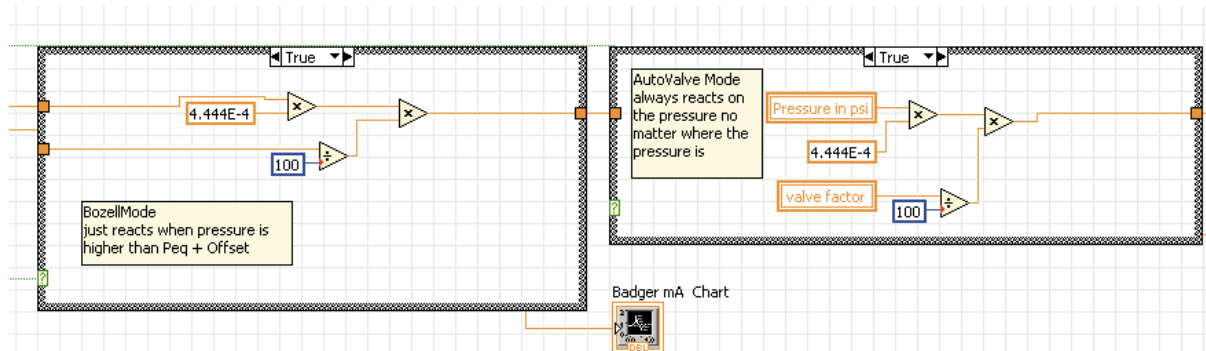 True
True
4.444E-4
×
×
÷
100
BozellMode
just reacts when pressure is
higher than Peq + Offset
?
AutoValve Mode
always reacts on
the pressure no
matter where the
pressure is
Pressure in psi
×
×
4.444E-4
valve factor
÷
100
?
Badger mA  Chart
DBL